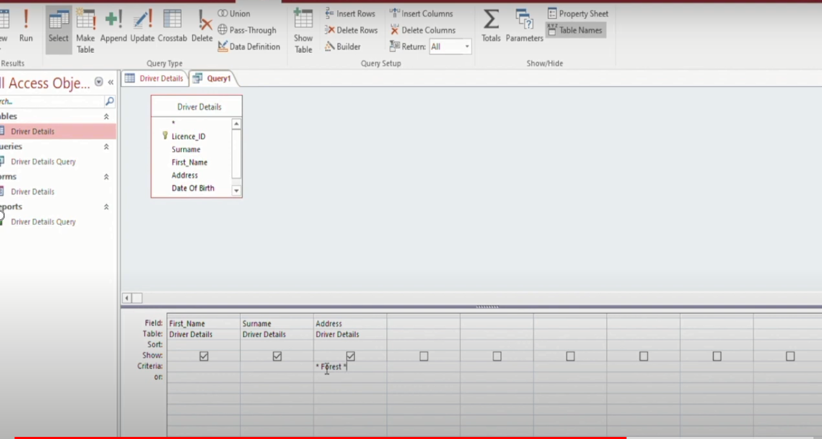 Union
Insert Rows
Insert Columns
Property Sheet
Pass-Through
Delete Rows
Delete Columns
Table Names
Run
Select
Make Table
Append
Update
Crosstab
Delete
Data Definition
Show Table
Builder
Return: All
Totals
Parameters
Results
Query Type
Query Setup
Show/Hide
ll Access Obje...
Driver Details
Query1
rch..
bles
Driver Details
ueries
Driver Details Query
orms
Driver Details
eports
Driver Details Query
Driver Details
*
Licence_ID
Surname
First_Name
Address
Date Of Birth
Field: First_Name Surname Address
Table: Driver Details Driver Details Driver Details
Sort:
Show:
Criteria: * Forest *
or: